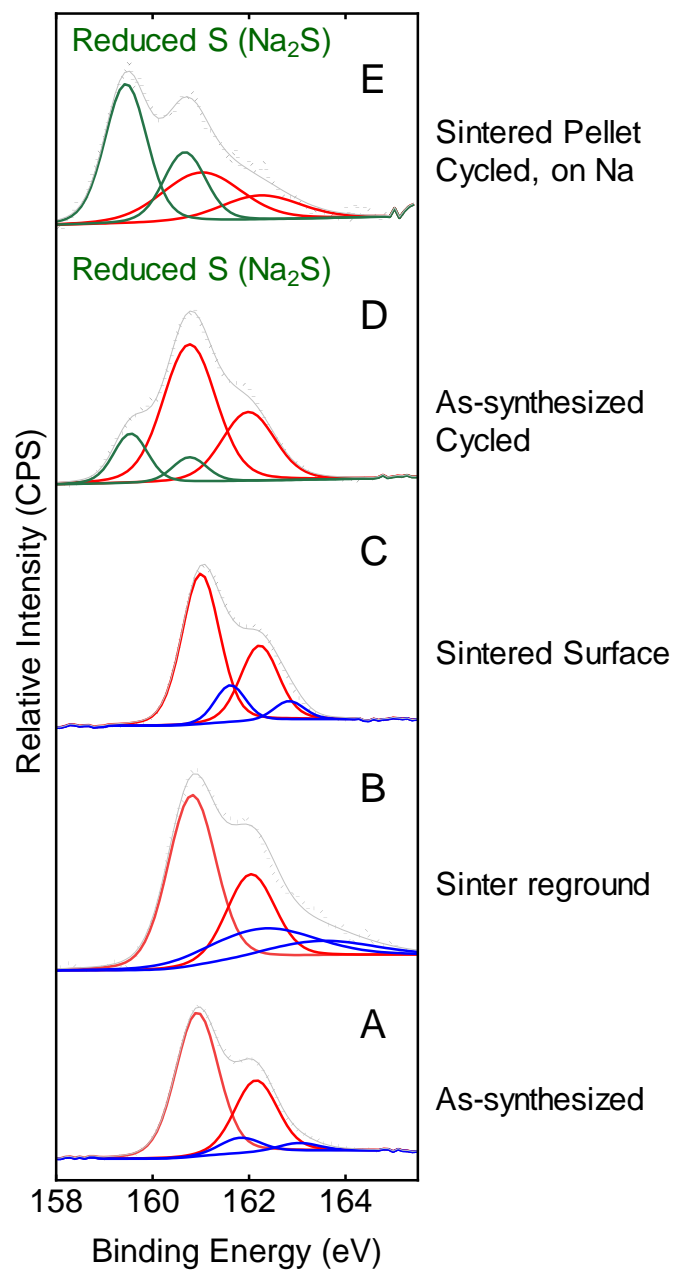 Reduced S (Na₂S)
E
Sintered Pellet
Cycled, on Na
Reduced S (Na₂S)
D
As-synthesized
Cycled
C
Sintered Surface
B
Sinter reground
A
As-synthesized
Relative Intensity (CPS)
158 160 162 164
Binding Energy (eV)